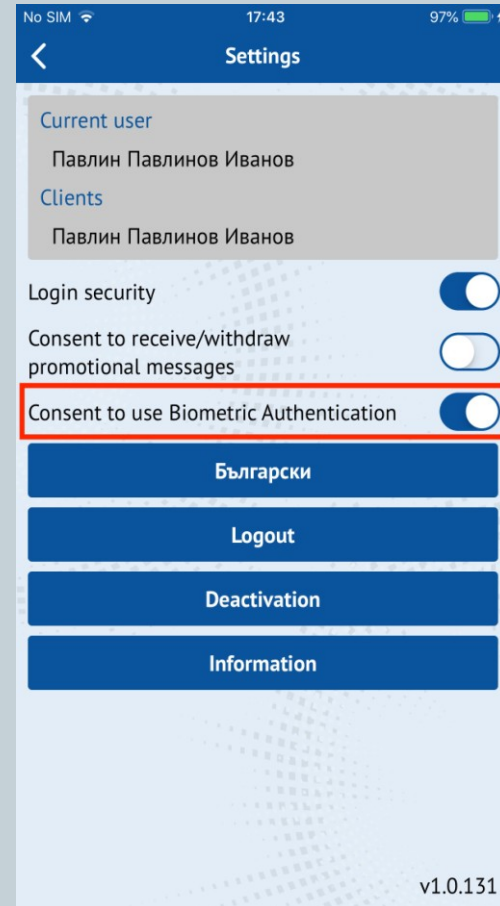 No SIM 17:43 97%
Settings
Current user
Павлин Павлинов Иванов
Clients
Павлин Павлинов Иванов
Login security
Consent to receive/withdraw
promotional messages
Consent to use Biometric Authentication
Български
Logout
Deactivation
Information
v1.0.131